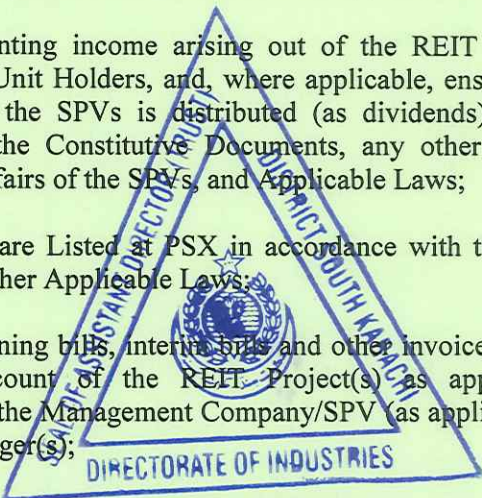 nting income arising out of the REIT
Unit Holders, and, where applicable, ens
the SPVs is distributed (as dividends)
the Constitutive Documents, any other
fairs of the SPVs, and Applicable Laws;
are Listed at PSX in accordance with t
her Applicable Laws;
ning bills, interim bills and other invoice
count of the REIT Project(s) as app
the Management Company/SPV (as appli
ger(s);
SEAL OF ASSISTANT DIRECTOR (TRUST)
DISTRICT SOUTH KARACHI
DIRECTORATE OF INDUSTRIES